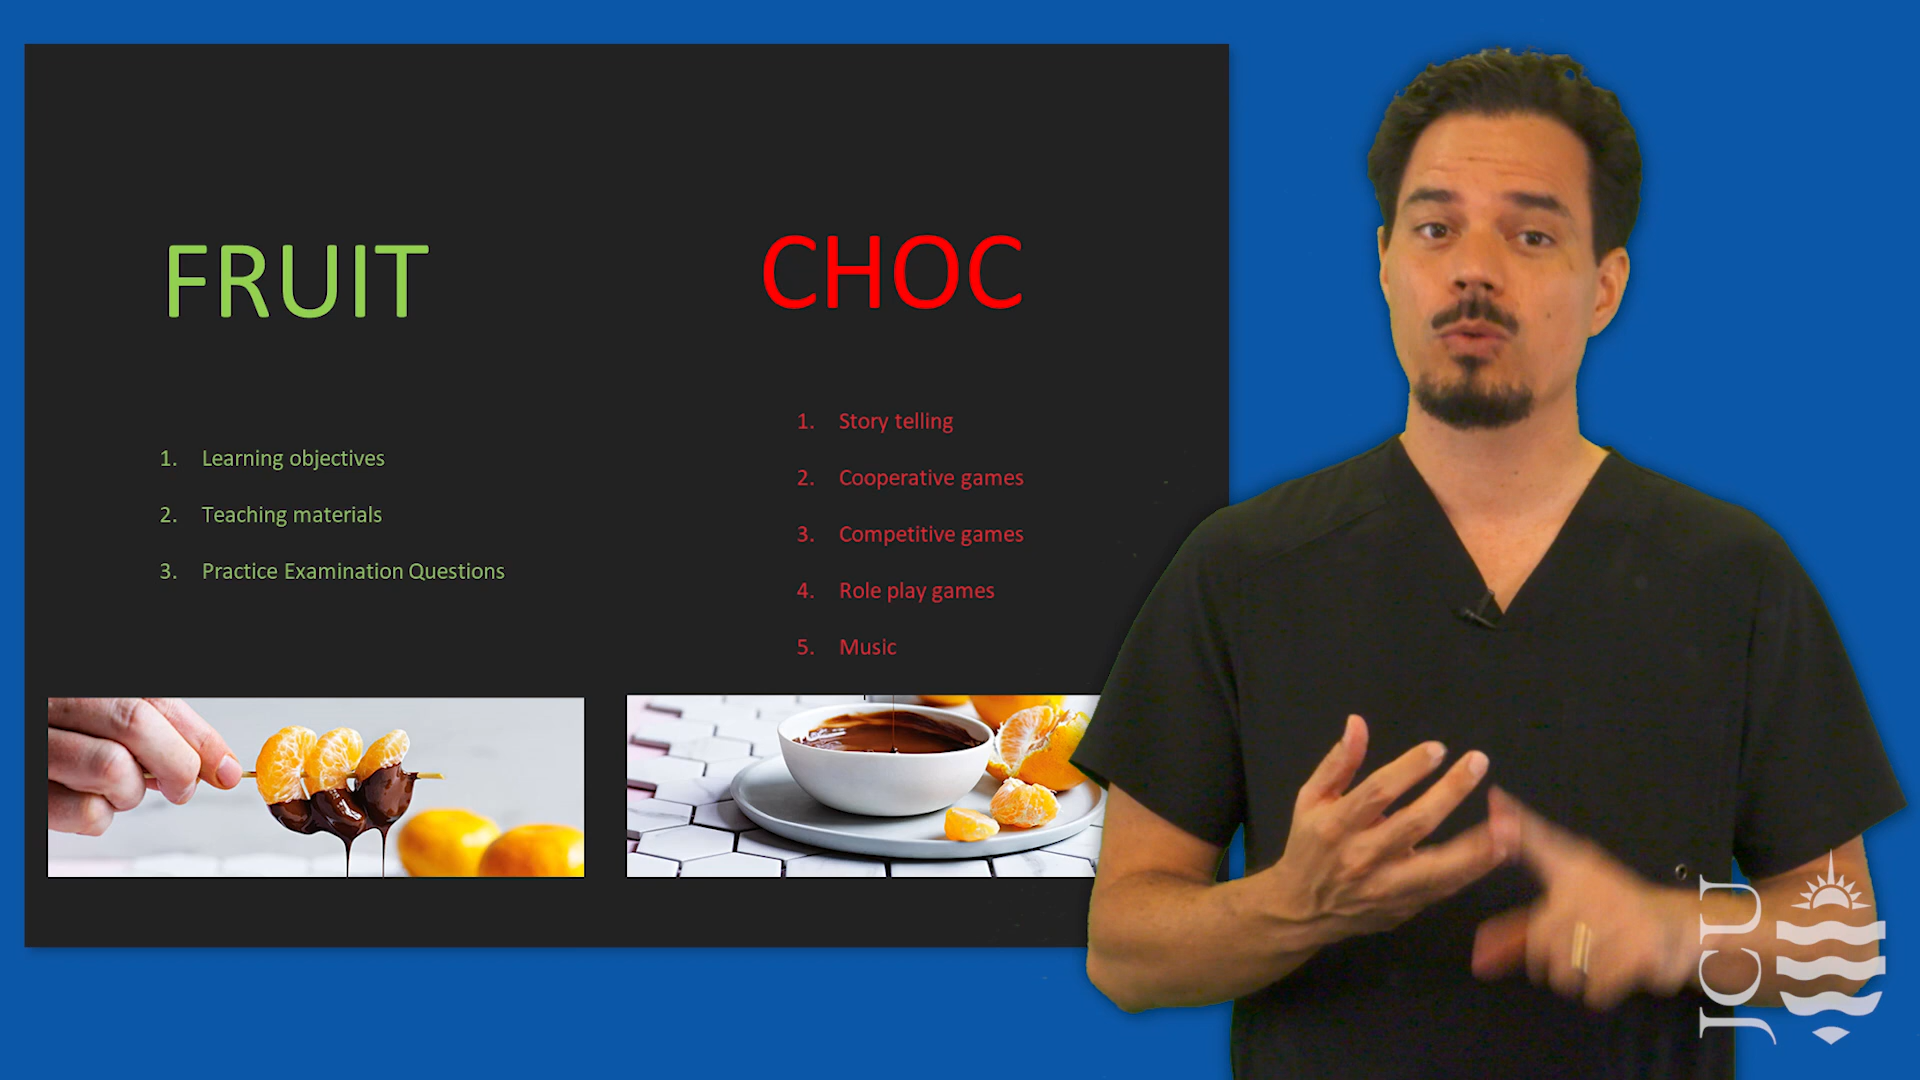 FRUIT
1. Learning objectives
2. Teaching materials
3. Practice Examination Questions
CHOC
1. Story telling
2. Cooperative games
3. Competitive games
4. Role play games
5. Music
JCU